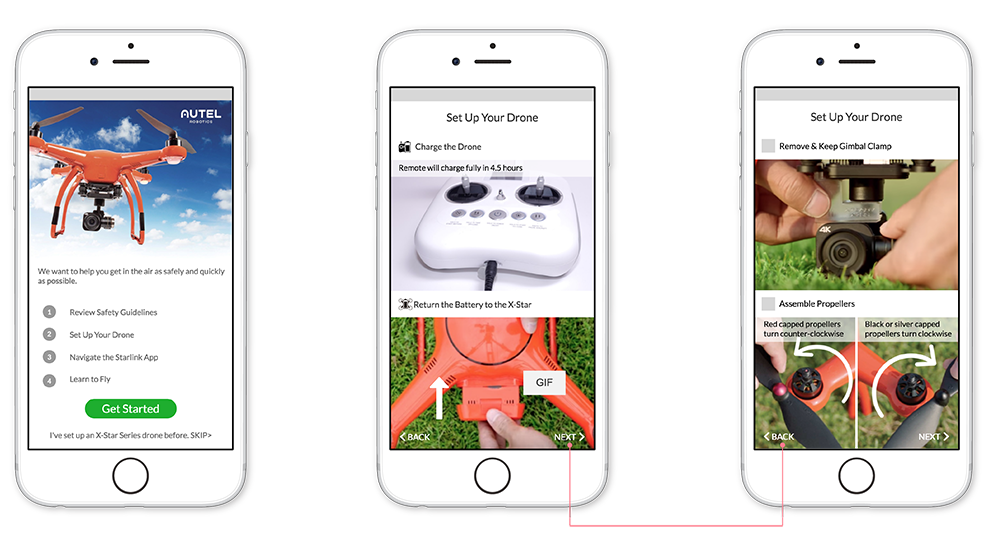 AUTEL
ROBOTICS
We want to help you get in the air as safely and quickly
as possible.
1 Review Safety Guidelines
2 Set Up Your Drone
3 Navigate the Starlink App
4 Learn to Fly
Get Started
I've set up an X-Star Series drone before. SKIP>
Set Up Your Drone
Charge the Drone
Remote will charge fully in 4.5 hours
Return the Battery to the X-Star
GIF
BACK
NEXT
Set Up Your Drone
Remove & Keep Gimbal Clamp
4K
Assemble Propellers
Red capped propellers
turn counter-clockwise
Black or silver capped
propellers turn clockwise
BACK
NEXT